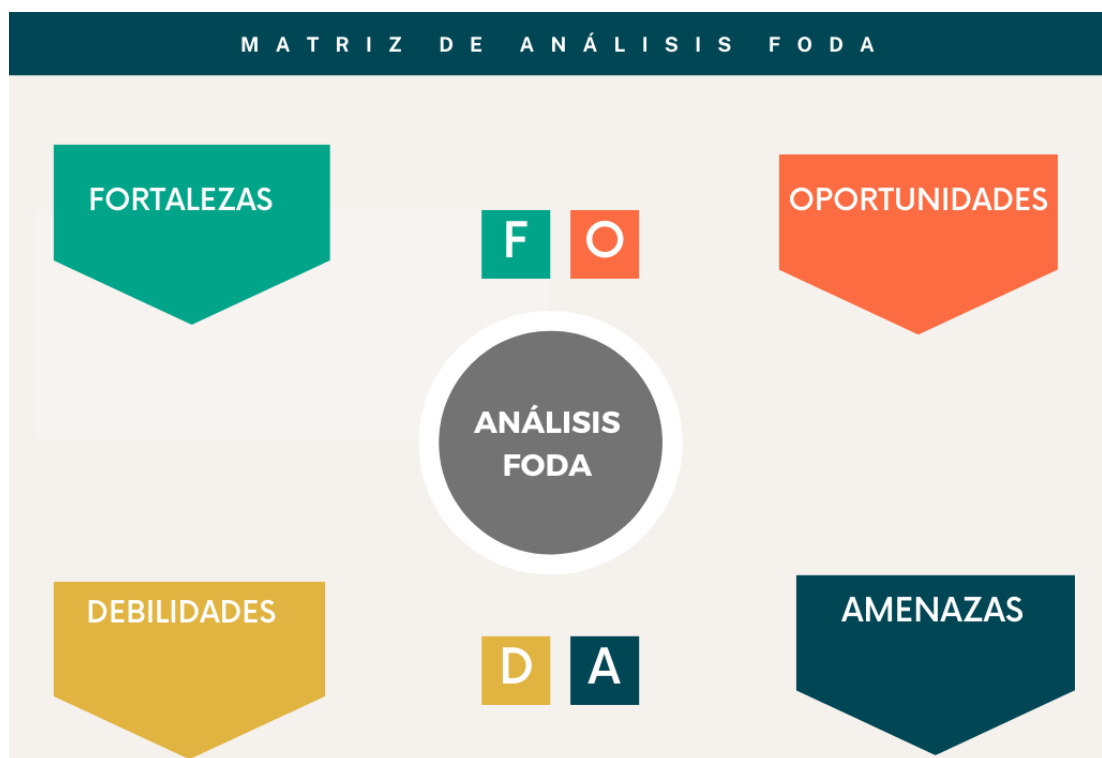 MATRIZ DE ANÁLISIS FODA
FORTALEZAS
OPORTUNIDADES
F O
ANÁLISIS
FODA
DEBILIDADES
AMENAZAS
D A